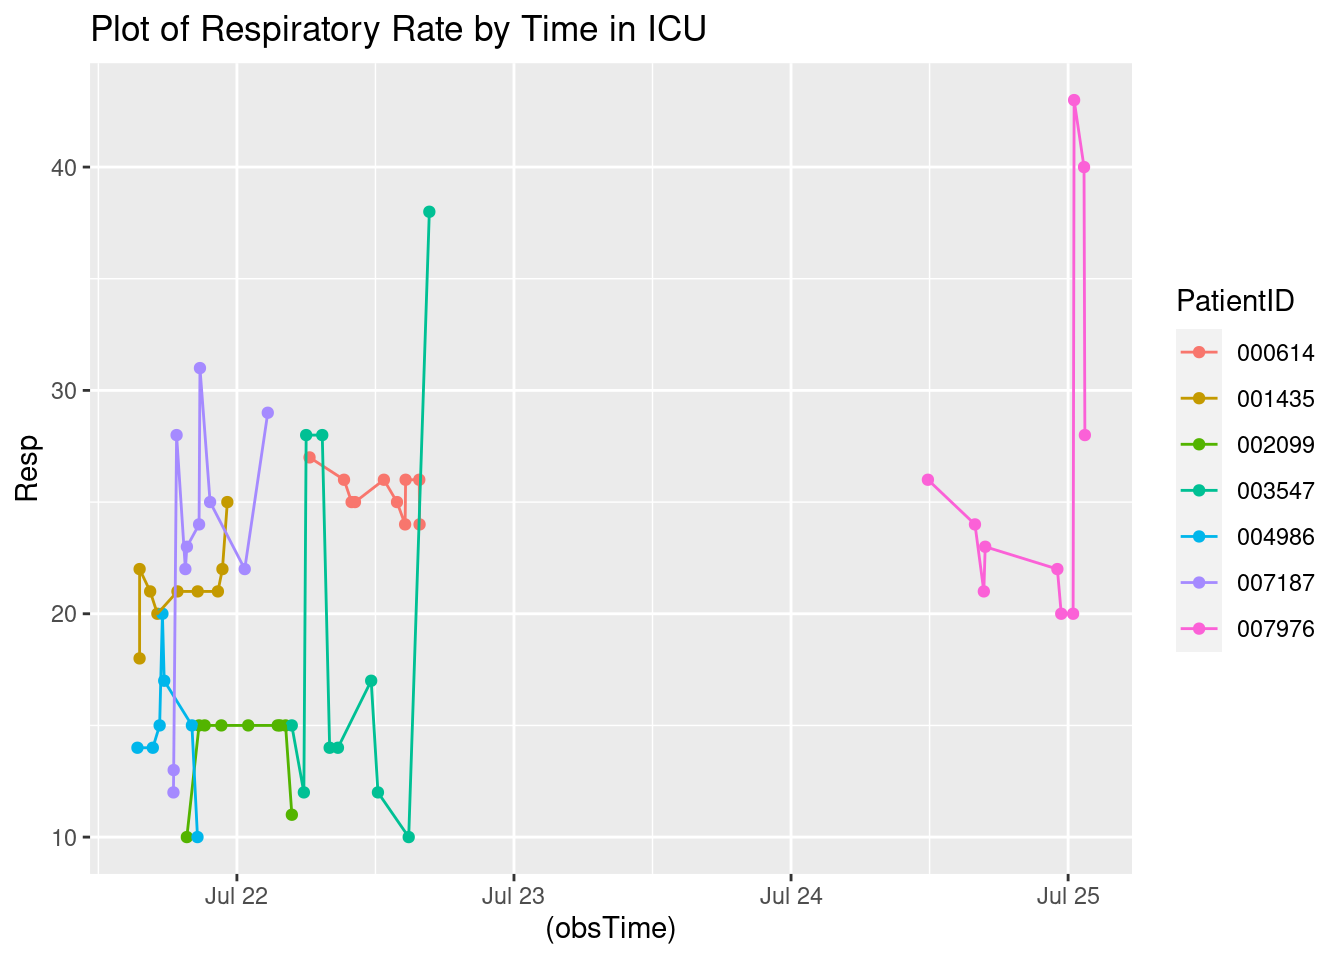 Plot of Respiratory Rate by Time in ICU
40
30
20
10
Resp
Jul 22
Jul 23
Jul 24
Jul 25
(obsTime)
PatientID
000614
001435
002099
003547
004986
007187
007976